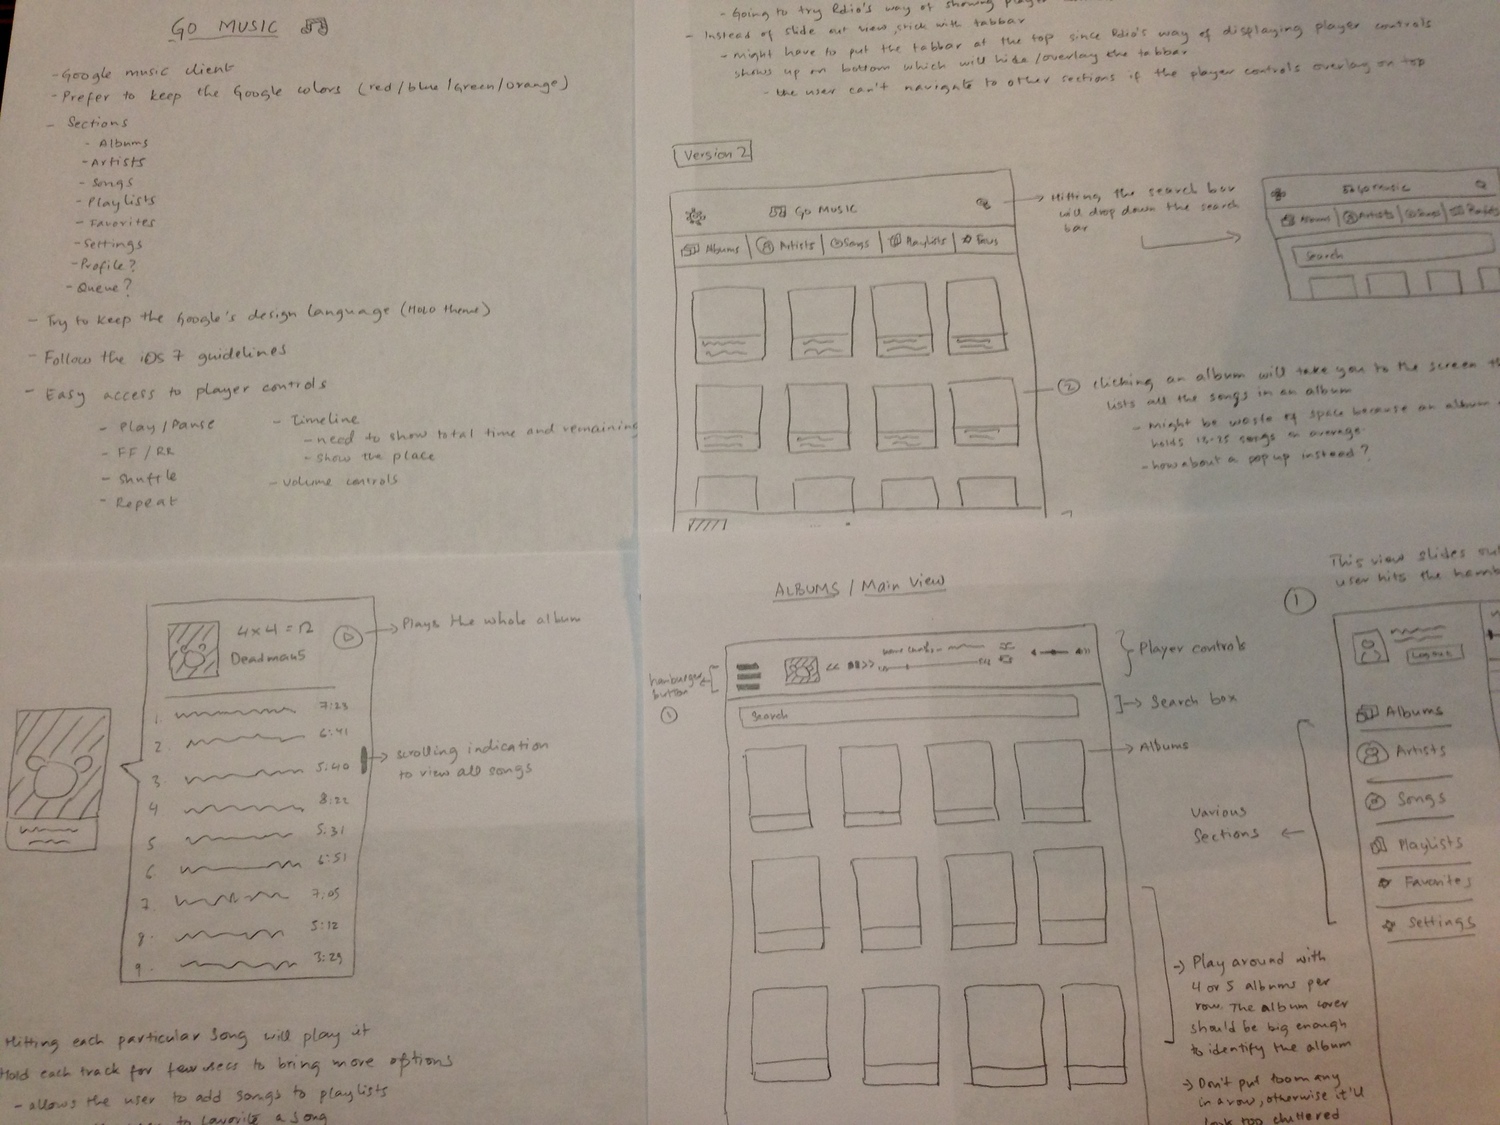 GO MUSIC
- Google music client
- Prefer to keep the Google colors (red/blue/green/orange)
- Sections
- Albums
- Artists
- Songs
- Playlists
- Favorites
- Settings
- Profile?
- Queue?
- Try to keep the Google's design language (Holo theme)
- Follow the iOS 7 guidelines
- Easy access to player controls
- Play/Pause
- FF/RR
- Shuffle
- Repeat
- Timeline
- need to show total time and remaining
- show the place
- volume controls
- Going to try Rdio's way of showing player
- Instead of slide out view, stick with tabbar
- might have to put the tabbar at the top since Rdio's way of displaying player controls
shows up on bottom which will hide/overlay the tabbar
- the user can't navigate to other sections if the player controls overlay on top
Version 2
GO MUSIC
Albums | Artists | Songs | Playlists | Favs
Hitting the search bar
will drop down the search
bar
GO MUSIC
Albums | Artists | Songs |
Search
② clicking an album will take you to the screen
lists all the songs in an album
- might be waste of space because an album
holds 12-25 songs on average.
- how about a pop up instead?
4x4=12
Deadmau5
Plays the whole album
1. 7:23
2. 6:41
3. 5:40
4 8:22
5 5:31
6 6:51
7. 7:05
8. 5:12
9. 3:29
scrolling indication
to view all songs
Hitting each particular song will play it
Hold each track for few secs to bring more options
- allows the user to add songs to playlists
to favorite a song
ALBUMS / Main View
hamburger
button
①
<< >>
Search
Player controls
Search box
Albums
Various
Sections
Play around with
4 or 5 albums per
row. The album cover
should be big enough
to identify the album
Don't put too many
in a row, otherwise it'll
look too cluttered
①
This view slides out
user hits the
Logout
Albums
Artists
Songs
Playlists
Favorites
Settings